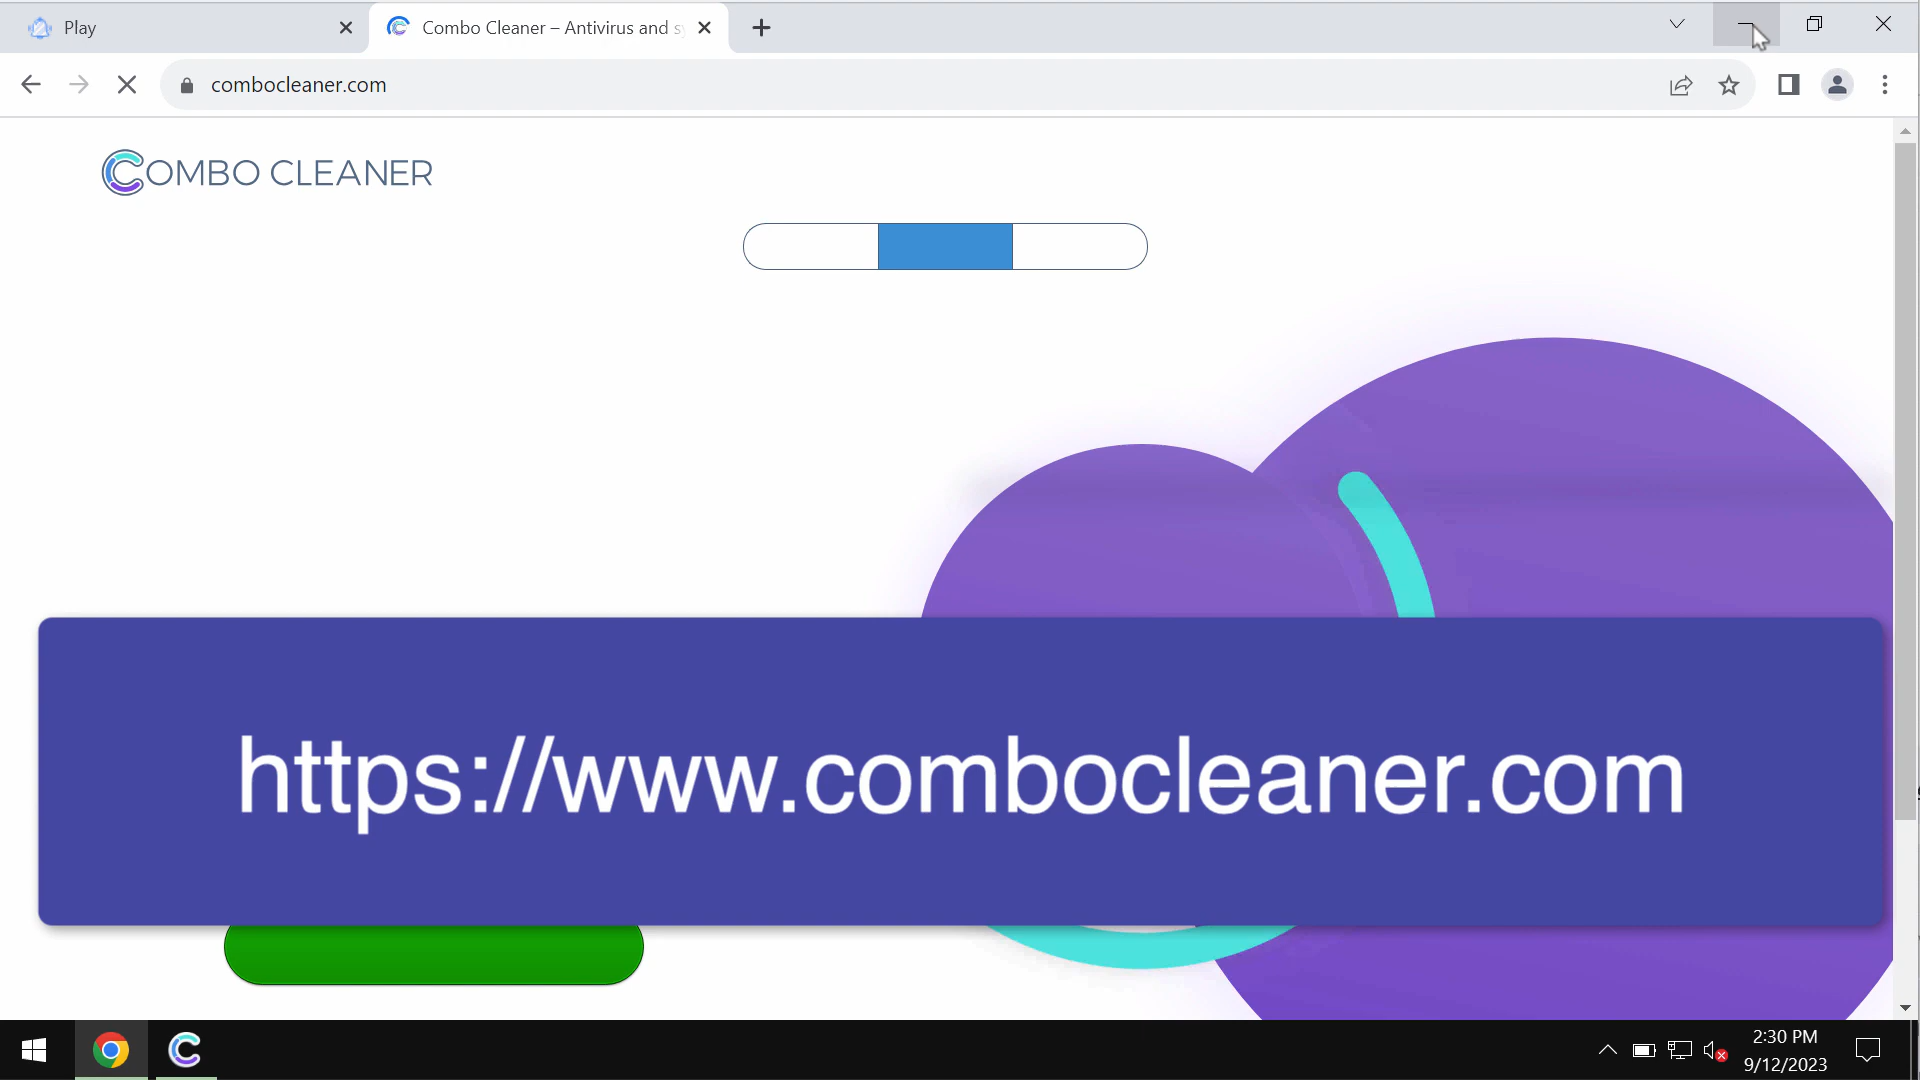 Play
Combo Cleaner – Antivirus and sy
combocleaner.com
COMBO CLEANER
https://www.combocleaner.com
2:30 PM
9/12/2023